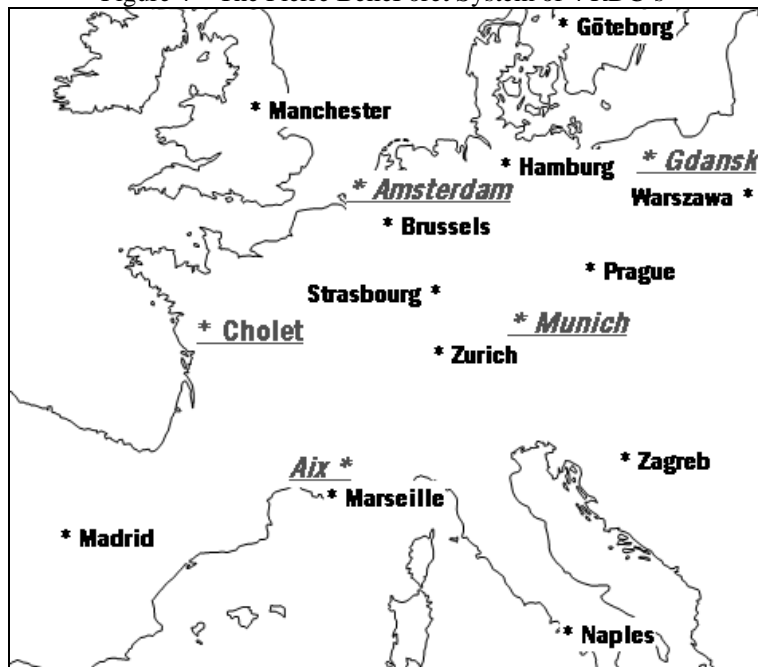 * Göteborg
* Manchester
* Hamburg
* Gdansk
* Amsterdam
Warszawa *
* Brussels
* Prague
Strasbourg *
* Cholet
* Munich
* Zurich
Aix *
* Zagreb
* Marseille
* Madrid
* Naples